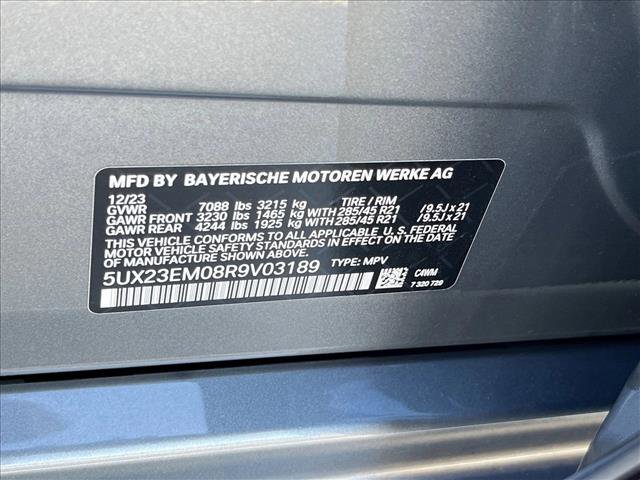 MFD BY BAYERISCHE MOTOREN WERKE AG
12/23 7088 lbs 3215 kg TIRE / RIM
GVWR
GAWR FRONT 3230 lbs 1465 kg WITH 285/45 R21 /9.5J x 21
GAWR REAR 4244 lbs 1925 kg WITH 285/45 R21 /9.5J x 21
THIS VEHICLE CONFORMS TO ALL APPLICABLE U.S. FEDERAL
MOTOR VEHICLE SAFETY STANDARDS IN EFFECT ON THE DATE
OF MANUFACTURE SHOWN ABOVE.
5UX23EM08R9V03189 TYPE: MPV
C4WM
7 320 729